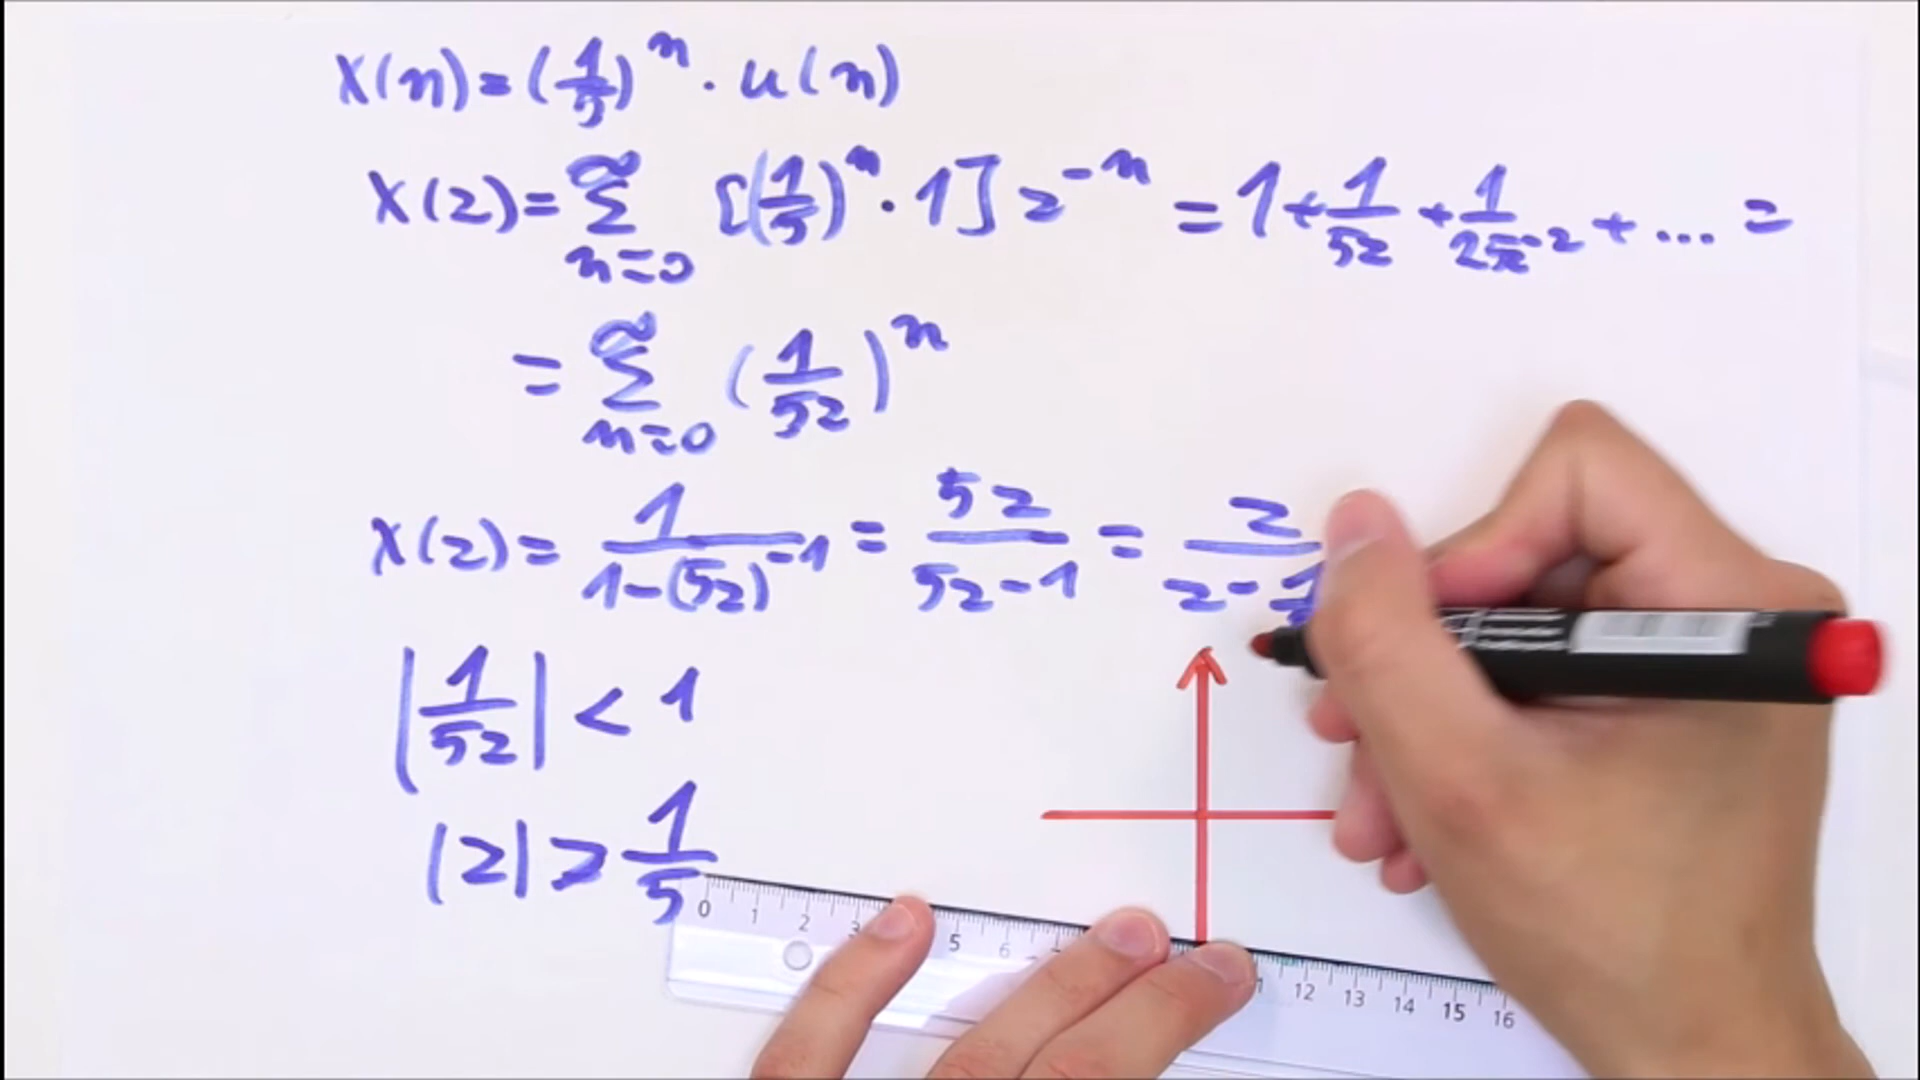 x(n)=(1/5)^n · u(n)
X(z)=∑_{n=0}^{∞} [(1/5)^n · 1] z^{-n} = 1+1/5z+1/25z^{-2}+... =
= ∑_{n=0}^{∞} (1/5z)^n
X(z)= 1/1-(5z)^{-1} = 5z/5z-1 = z/z-1
|1/5z| < 1
|z| > 1/5
0 1 2 3 5 6 12 13 14 15 16